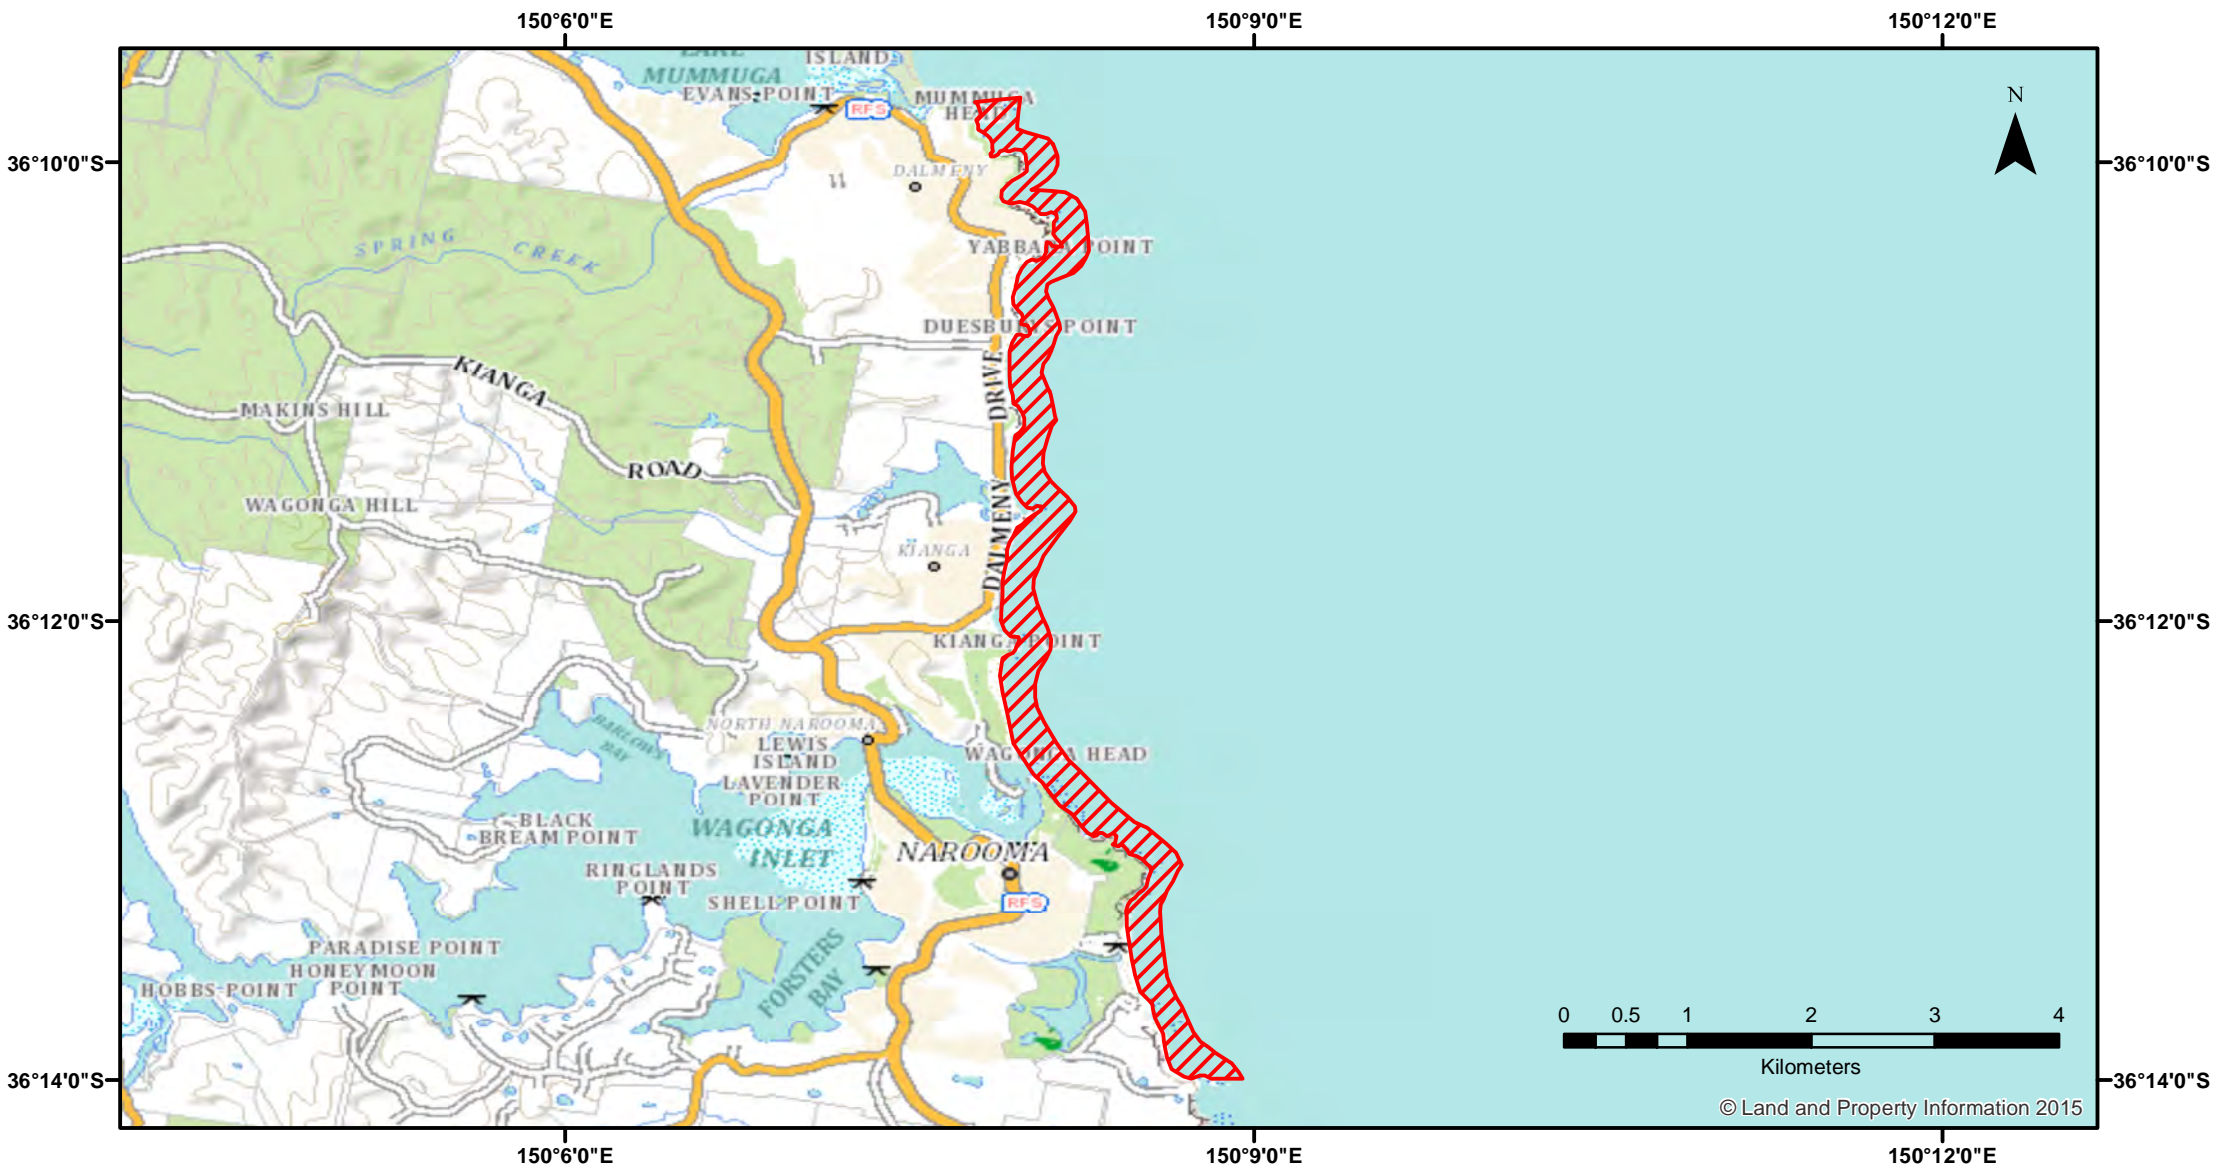 150°6'0"E
150°9'0"E
150°12'0"E
LAKE
MUMMUGA
ISLAND
EVANS POINT
RFS
MUMMUGA
HEAD
N
36°10'0"S
36°10'0"S
DALMENY
SPRING CREEK
YABBARA POINT
DUESBURYS POINT
KIANGA
ROAD
DALMENY DRIVE
MAKINS HILL
WAGONGA HILL
KIANGA
36°12'0"S
36°12'0"S
KIANGA POINT
NORTH NAROOMA
BARLOWS
BAY
LEWIS
ISLAND
WAGONGA HEAD
LAVENDER
POINT
BLACK
BREAM POINT
WAGONGA
INLET
NAROOMA
RINGLANDS
POINT
SHELL POINT
RFS
PARADISE POINT
HONEYMOON
POINT
HOBBS POINT
FORSTERS
BAY
0 0.5 1 2 3 4
Kilometers
36°14'0"S
36°14'0"S
© Land and Property Information 2015
150°6'0"E
150°9'0"E
150°12'0"E